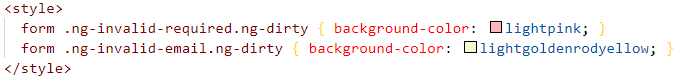 <style>
form .ng-invalid-required.ng-dirty { background-color: lightpink; }
form .ng-invalid-email.ng-dirty { background-color: lightgoldenrodyellow; }
</style>